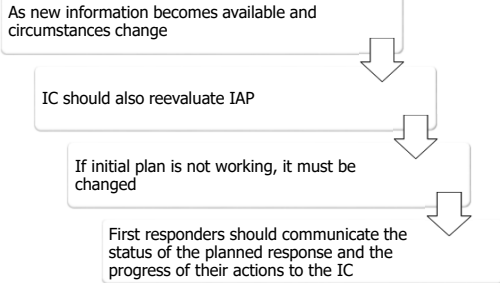 As new information becomes available and
circumstances change
IC should also reevaluate IAP
If initial plan is not working, it must be
changed
First responders should communicate the
status of the planned response and the
progress of their actions to the IC